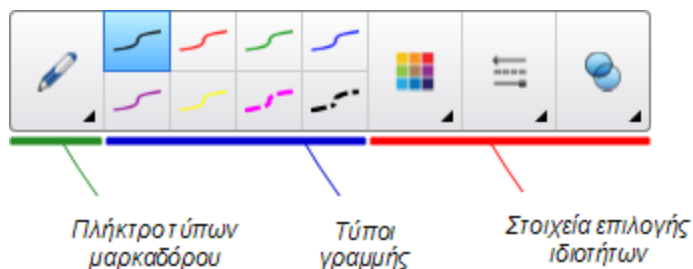 Πλήκτρο τύπων
μαρκαδόρου
Τύποι
γραμμής
Στοιχεία επιλογής
ιδιοτήτων